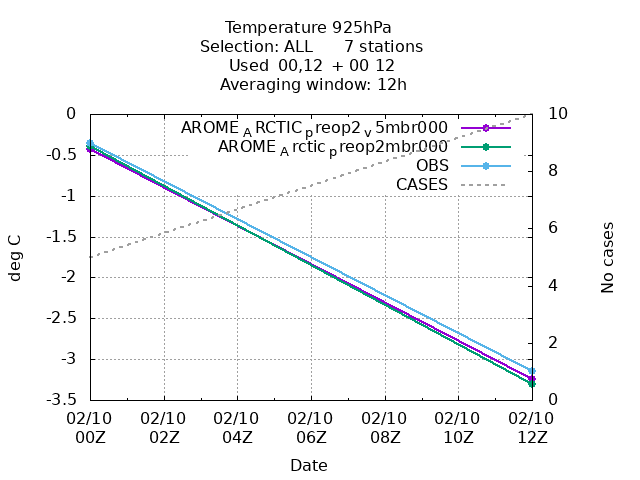 Temperature 925hPa
Selection: ALL 7 stations
Used 00,12 + 00 12
Averaging window: 12h
AROME_ARCTIC_preop2_v5mbr000
AROME_Arctic_preop2mbr000
OBS
CASES
deg C
0
-0.5
-1
-1.5
-2
-2.5
-3
-3.5
No cases
10
8
6
4
2
0
02/10 02/10 02/10 02/10 02/10 02/10 02/10
00Z 02Z 04Z 06Z 08Z 10Z 12Z
Date